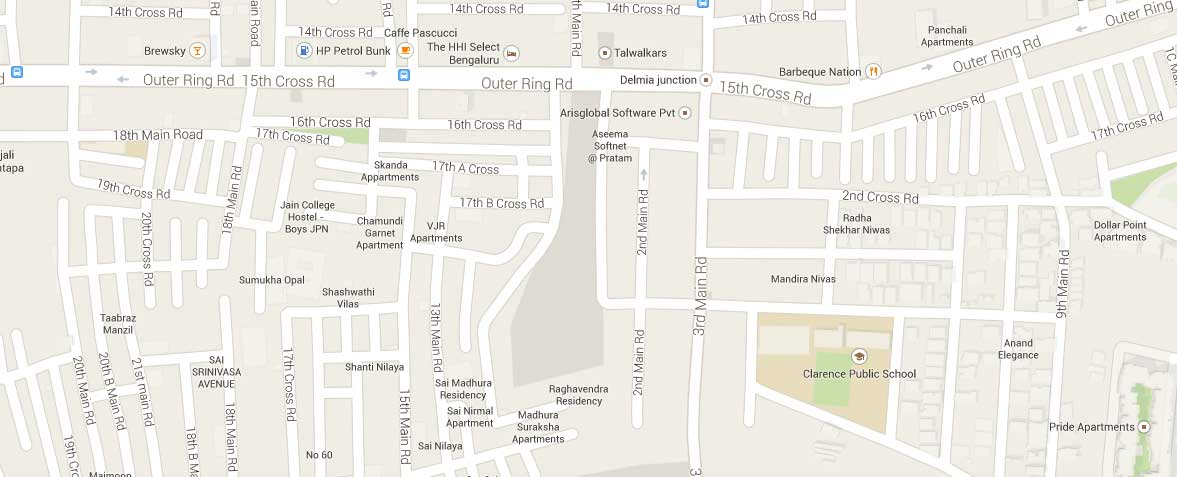 14th Cross Rd
14th Cross Rd
14th Cross Rd
Main Road
Main Rd
Outer Ring Rd
Caffe Pascucci
Brewsky
HP Petrol Bunk
The HHI Select
Bengaluru
Talwalkars
Panchali
Apartments
Outer Ring Rd
Outer Ring Rd
15th Cross Rd
Outer Ring Rd
Delmia junction
Barbeque Nation
15th Cross Rd
Arisglobal Software Pvt
16th Cross Rd
16th Cross Rd
16th Cross Rd
17th Cross Rd
18th Main Road
17th Cross Rd
Aseema
Softnet
@ Pratam
17th A Cross
Skanda
Appartments
19th Cross Rd
18th Main Rd
20th Cross Rd
Jain College
Hostel -
Boys JPN
17th B Cross Rd
Chamundi
Garnet
Apartment
VJR
Apartments
2nd Main Rd
2nd Cross Rd
Radha
Shekhar Niwas
Dollar Point
Apartments
Sumukha Opal
Shashwathi
Vilas
Mandira Nivas
3rd Main Rd
9th Main Rd
Taabraz
Manzil
13th Main Rd
SAI
SRINIVASA
AVENUE
Shanti Nilaya
2nd Main Rd
Anand
Elegance
Clarence Public School
20th Main Rd
20th B Main Rd
21st main Rd
17th Cross Rd
15th Main Rd
Sai Madhura
Residency
Raghavendra
Residency
Sai Nirmal
Apartment
Madhura
Suraksha
Apartments
Pride Apartments
18th Main Rd
18th B M
19th Cr
Sai Nilaya
No 60
Maimoon
3